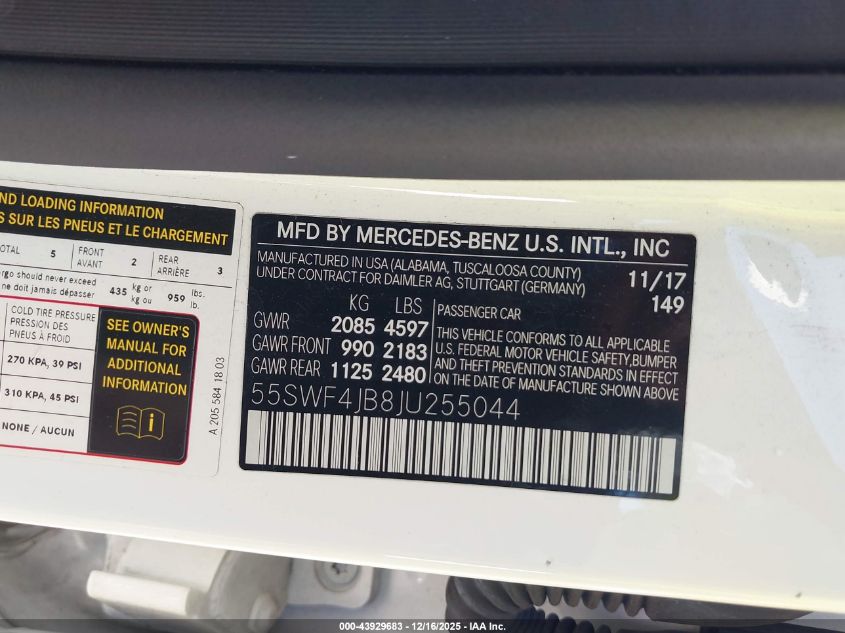 ND LOADING INFORMATION
S SUR LES PNEUS ET LE CHARGEMENT
TOTAL 5 FRONT AVANT 2 REAR ARRIÈRE 3
rgo should never exceed
ne doit jamais dépasser 435 kg or kg ou 959 lbs. lb.
COLD TIRE PRESSURE
PRESSION DES
PNEUS À FROID
270 KPA, 39 PSI
310 KPA, 45 PSI
NONE / AUCUN
SEE OWNER'S
MANUAL FOR
ADDITIONAL
INFORMATION
A 205 584 18 03
MFD BY MERCEDES-BENZ U.S. INTL., INC
MANUFACTURED IN USA (ALABAMA, TUSCALOOSA COUNTY)
UNDER CONTRACT FOR DAIMLER AG, STUTTGART (GERMANY)
11/17
149
KG LBS
GWR 2085 4597
GAWR FRONT 990 2183
GAWR REAR 1125 2480
PASSENGER CAR
THIS VEHICLE CONFORMS TO ALL APPLICABLE
U.S. FEDERAL MOTOR VEHICLE SAFETY,BUMPER
AND THEFT PREVENTION STANDARDS IN EFFECT
ON THE DATE OF MANUFACTURE SHOWN ABOVE
55SWF4JB8JU255044
000-43929683 - 12/16/2025 - IAA Inc.